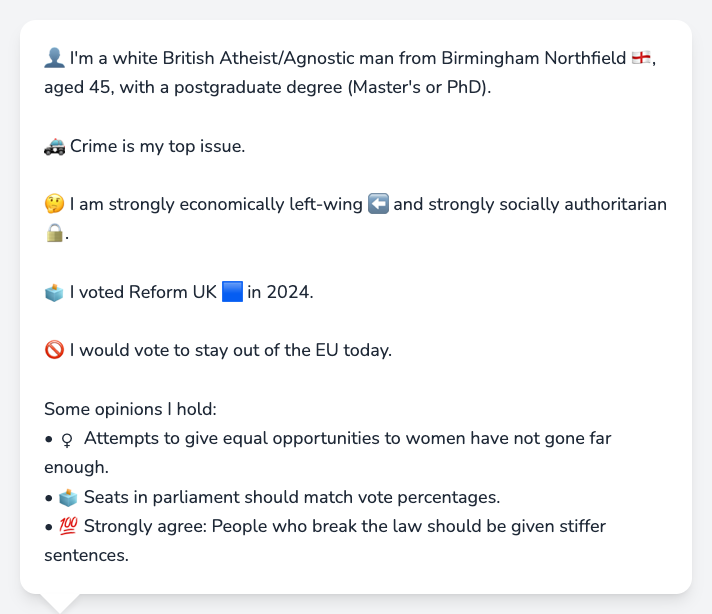 👤 I'm a white British Atheist/Agnostic man from Birmingham Northfield 🏴󠁧󠁢󠁥󠁮󠁧󠁿,
aged 45, with a postgraduate degree (Master's or PhD).
🚓 Crime is my top issue.
🤔 I am strongly economically left-wing ⬅️ and strongly socially authoritarian
🔒.
🗳️ I voted Reform UK 🟦 in 2024.
🚫 I would vote to stay out of the EU today.
Some opinions I hold:
• ♀ Attempts to give equal opportunities to women have not gone far
enough.
• 🗳️ Seats in parliament should match vote percentages.
• 💯 Strongly agree: People who break the law should be given stiffer
sentences.